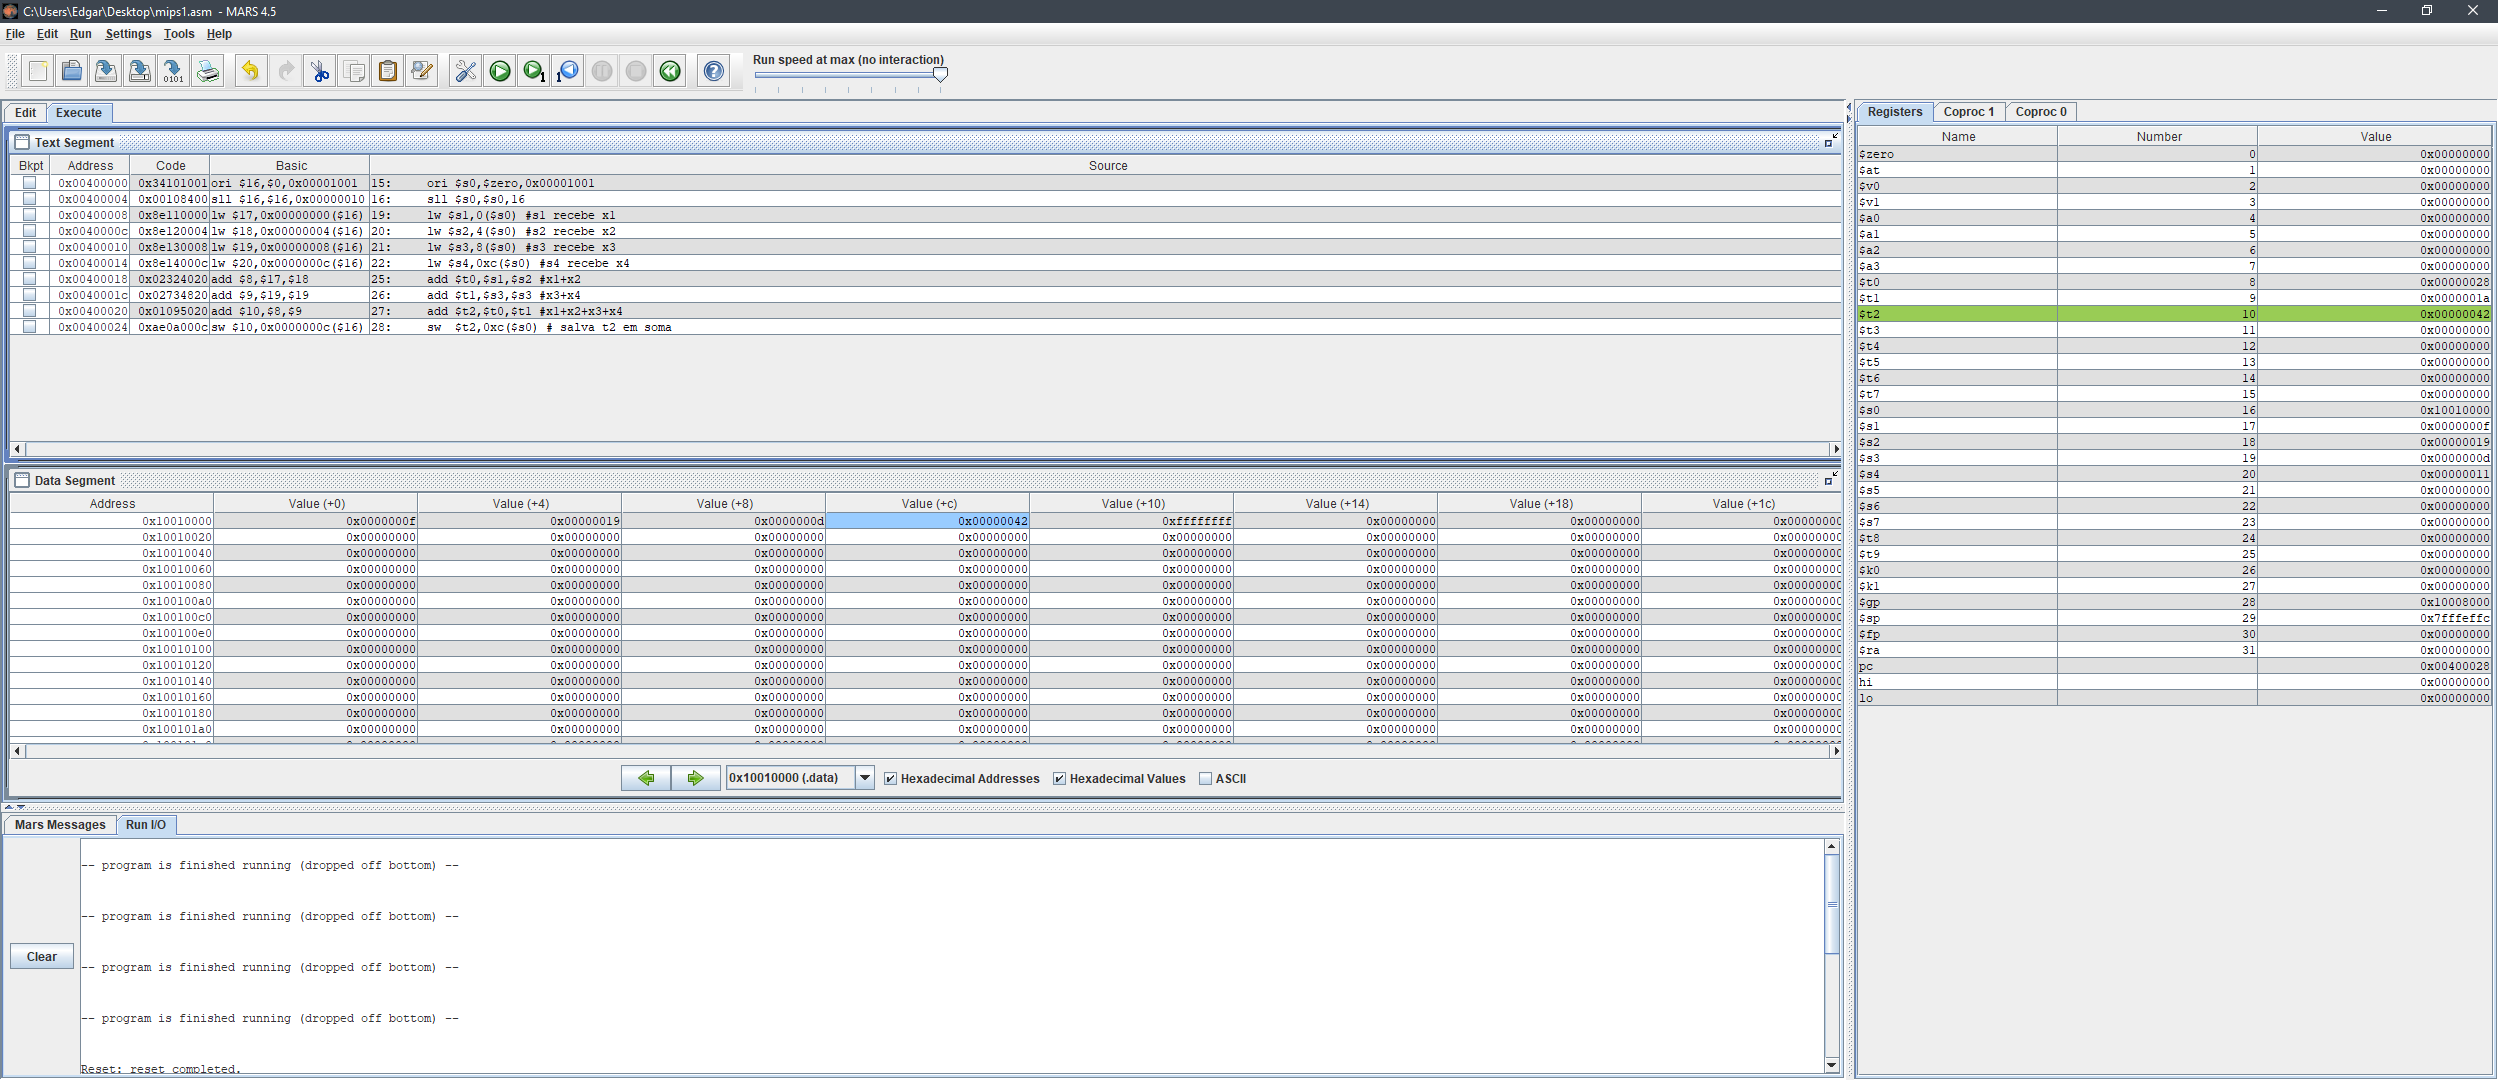 C:\Users\Edgar\Desktop\mips1.asm - MARS 4.5
File Edit Run Settings Tools Help
Run speed at max (no interaction)
Edit Execute
Text Segment
Bkpt Address Code Basic Source
0x00400000 0x34101001 ori $16,$0,0x00001001 15: ori $s0,$zero,0x00001001
0x00400004 0x00108400 sll $16,$16,0x00000010 16: sll $s0,$s0,16
0x00400008 0x8e110000 lw $17,0x00000000($16) 19: lw $s1,0($s0) #s1 recebe x1
0x0040000c 0x8e120004 lw $18,0x00000004($16) 20: lw $s2,4($s0) #s2 recebe x2
0x00400010 0x8e130008 lw $19,0x00000008($16) 21: lw $s3,8($s0) #s3 recebe x3
0x00400014 0x8e14000c lw $20,0x0000000c($16) 22: lw $s4,0xc($s0) #s4 recebe x4
0x00400018 0x02324020 add $8,$17,$18 25: add $t0,$s1,$s2 #x1+x2
0x0040001c 0x02734820 add $9,$19,$19 26: add $t1,$s3,$s3 #x3+x4
0x00400020 0x01095020 add $10,$8,$9 27: add $t2,$t0,$t1 #x1+x2+x3+x4
0x00400024 0xae0a000c sw $10,0x0000000c($16) 28: sw $t2,0xc($s0) # salva t2 em soma
Data Segment
Address Value (+0) Value (+4) Value (+8) Value (+c) Value (+10) Value (+14) Value (+18) Value (+1c)
0x10010000 0x0000000f 0x00000019 0x0000000d 0x00000042 0xffffffff 0x00000000 0x00000000 0x00000000
0x10010020 0x00000000 0x00000000 0x00000000 0x00000000 0x00000000 0x00000000 0x00000000 0x00000000
0x10010040 0x00000000 0x00000000 0x00000000 0x00000000 0x00000000 0x00000000 0x00000000 0x00000000
0x10010060 0x00000000 0x00000000 0x00000000 0x00000000 0x00000000 0x00000000 0x00000000 0x00000000
0x10010080 0x00000000 0x00000000 0x00000000 0x00000000 0x00000000 0x00000000 0x00000000 0x00000000
0x100100a0 0x00000000 0x00000000 0x00000000 0x00000000 0x00000000 0x00000000 0x00000000 0x00000000
0x100100c0 0x00000000 0x00000000 0x00000000 0x00000000 0x00000000 0x00000000 0x00000000 0x00000000
0x100100e0 0x00000000 0x00000000 0x00000000 0x00000000 0x00000000 0x00000000 0x00000000 0x00000000
0x10010100 0x00000000 0x00000000 0x00000000 0x00000000 0x00000000 0x00000000 0x00000000 0x00000000
0x10010120 0x00000000 0x00000000 0x00000000 0x00000000 0x00000000 0x00000000 0x00000000 0x00000000
0x10010140 0x00000000 0x00000000 0x00000000 0x00000000 0x00000000 0x00000000 0x00000000 0x00000000
0x10010160 0x00000000 0x00000000 0x00000000 0x00000000 0x00000000 0x00000000 0x00000000 0x00000000
0x10010180 0x00000000 0x00000000 0x00000000 0x00000000 0x00000000 0x00000000 0x00000000 0x00000000
0x100101a0 0x00000000 0x00000000 0x00000000 0x00000000 0x00000000 0x00000000 0x00000000 0x00000000
0x10010000 (.data) Hexadecimal Addresses Hexadecimal Values ASCII
Mars Messages Run I/O
Clear
-- program is finished running (dropped off bottom) --
-- program is finished running (dropped off bottom) --
-- program is finished running (dropped off bottom) --
-- program is finished running (dropped off bottom) --
Reset: reset completed.
Registers Coproc 1 Coproc 0
Name Number Value
$zero 0 0x00000000
$at 1 0x00000000
$v0 2 0x00000000
$v1 3 0x00000000
$a0 4 0x00000000
$a1 5 0x00000000
$a2 6 0x00000000
$a3 7 0x00000000
$t0 8 0x00000028
$t1 9 0x0000001a
$t2 10 0x00000042
$t3 11 0x00000000
$t4 12 0x00000000
$t5 13 0x00000000
$t6 14 0x00000000
$t7 15 0x00000000
$s0 16 0x10010000
$s1 17 0x0000000f
$s2 18 0x00000019
$s3 19 0x0000000d
$s4 20 0x00000011
$s5 21 0x00000000
$s6 22 0x00000000
$s7 23 0x00000000
$t8 24 0x00000000
$t9 25 0x00000000
$k0 26 0x00000000
$k1 27 0x00000000
$gp 28 0x10008000
$sp 29 0x7fffeffc
$fp 30 0x00000000
$ra 31 0x00000000
pc 0x00400028
hi 0x00000000
lo 0x00000000